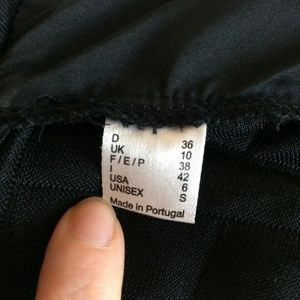 D 36
UK 10
F / E / P 38
I 42
USA 6
UNISEX S
Made in Portugal